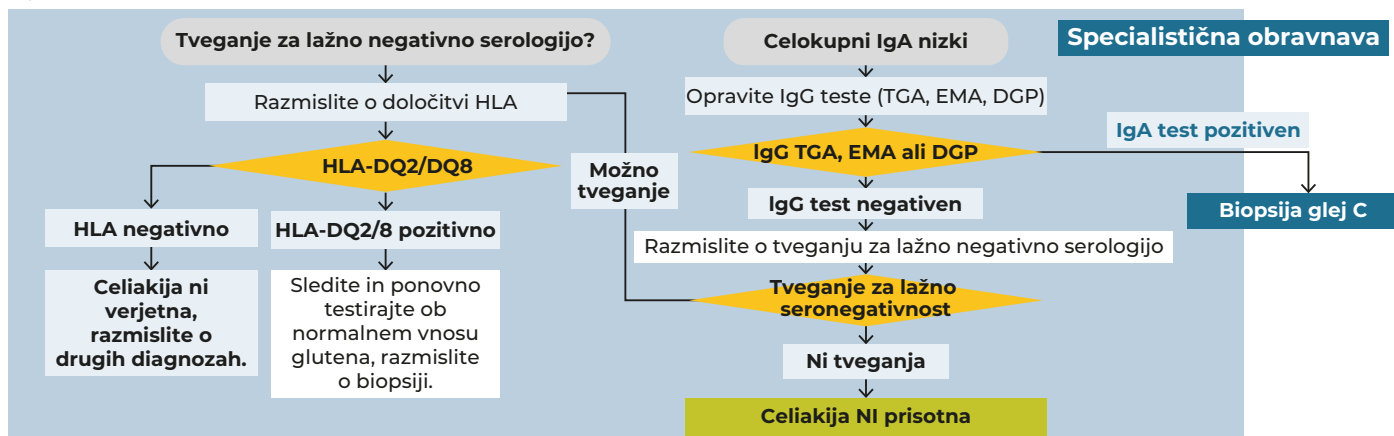 Tveganje za lažno negativno serologijo?
Razmislite o določitvi HLA
HLA-DQ2/DQ8
HLA negativno
Celiakija ni
verjetna,
razmislite o
drugih diagnozah.
HLA-DQ2/8 pozitivno
Sledite in ponovno
testirajte ob
normalnem vnosu
glutena, razmislite
o biopsiji.
Možno
tveganje
Celokupni IgA nizki
Opravite IgG teste (TGA, EMA, DGP)
IgG TGA, EMA ali DGP
IgG test negativen
Razmislite o tveganju za lažno negativno serologijo
Tveganje za lažno
seronegativnost
Ni tveganja
Celiakija NI prisotna
Specialistična obravnava
IgA test pozitiven
Biopsija glej C